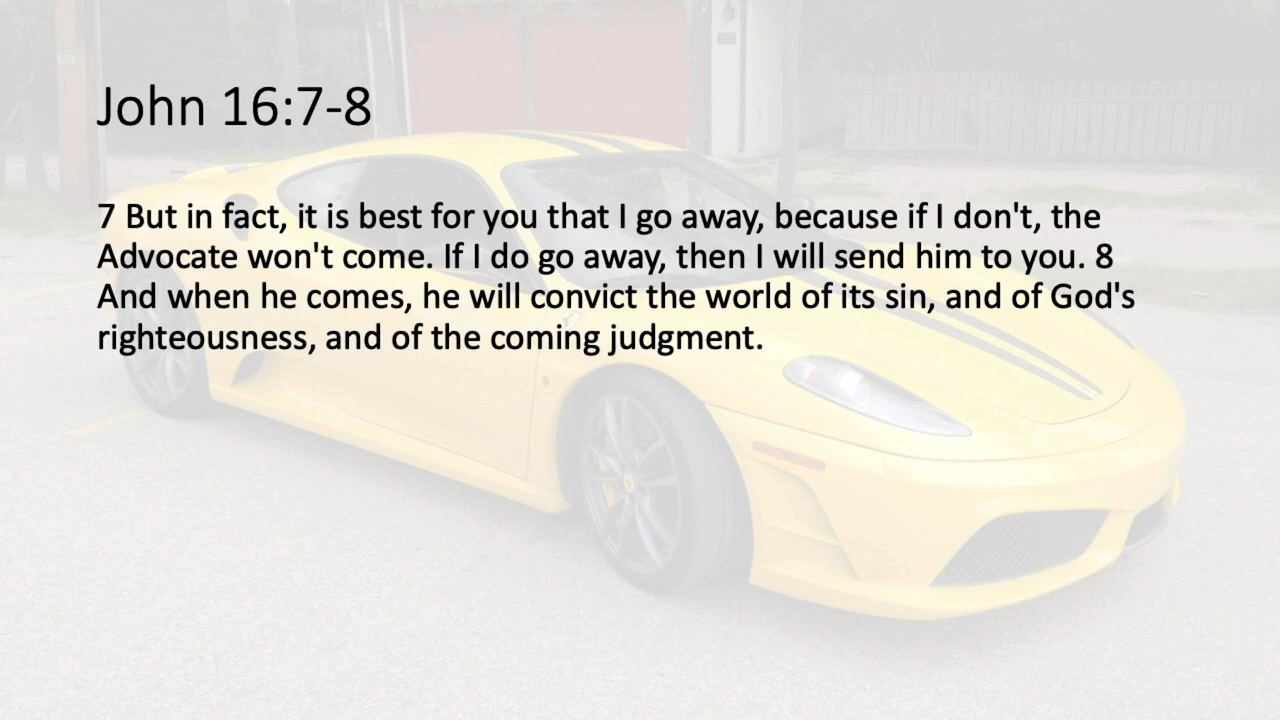 John 16:7-8
7 But in fact, it is best for you that I go away, because if I don't, the
Advocate won't come. If I do go away, then I will send him to you. 8
And when he comes, he will convict the world of its sin, and of God's
righteousness, and of the coming judgment.